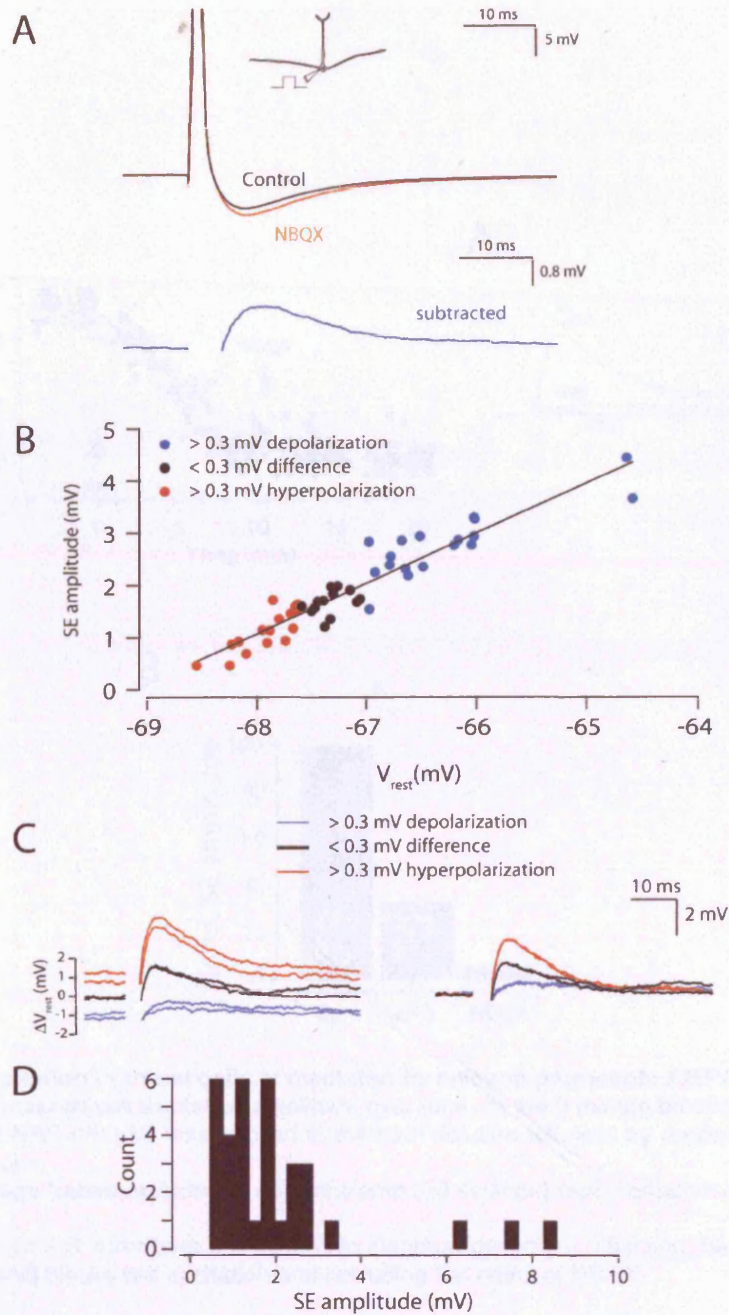 A
10 ms
5 mV
Control
NBQX
10 ms
0.8 mV
subtracted
B
5
4
3
2
1
0
SE amplitude (mV)
> 0.3 mV depolarization
< 0.3 mV difference
> 0.3 mV hyperpolarization
-69
-68
-67
-66
-65
-64
V_rest (mV)
C
> 0.3 mV depolarization
< 0.3 mV difference
> 0.3 mV hyperpolarization
10 ms
2 mV
2
1
0
-1
-2
ΔV_rest (mV)
D
6
4
2
0
Count
0
2
4
6
8
10
SE amplitude (mV)